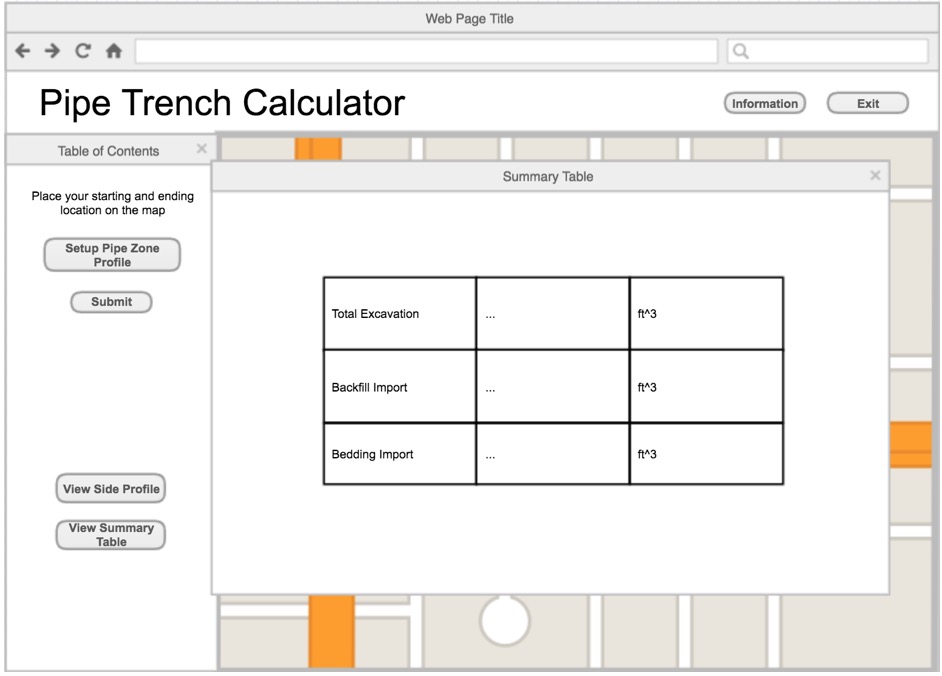 Web Page Title
Pipe Trench Calculator
Information
Exit
Table of Contents
Place your starting and ending
location on the map
Setup Pipe Zone
Profile
Submit
View Side Profile
View Summary
Table
Summary Table
Total Excavation ... ft^3
Backfill Import ... ft^3
Bedding Import ... ft^3